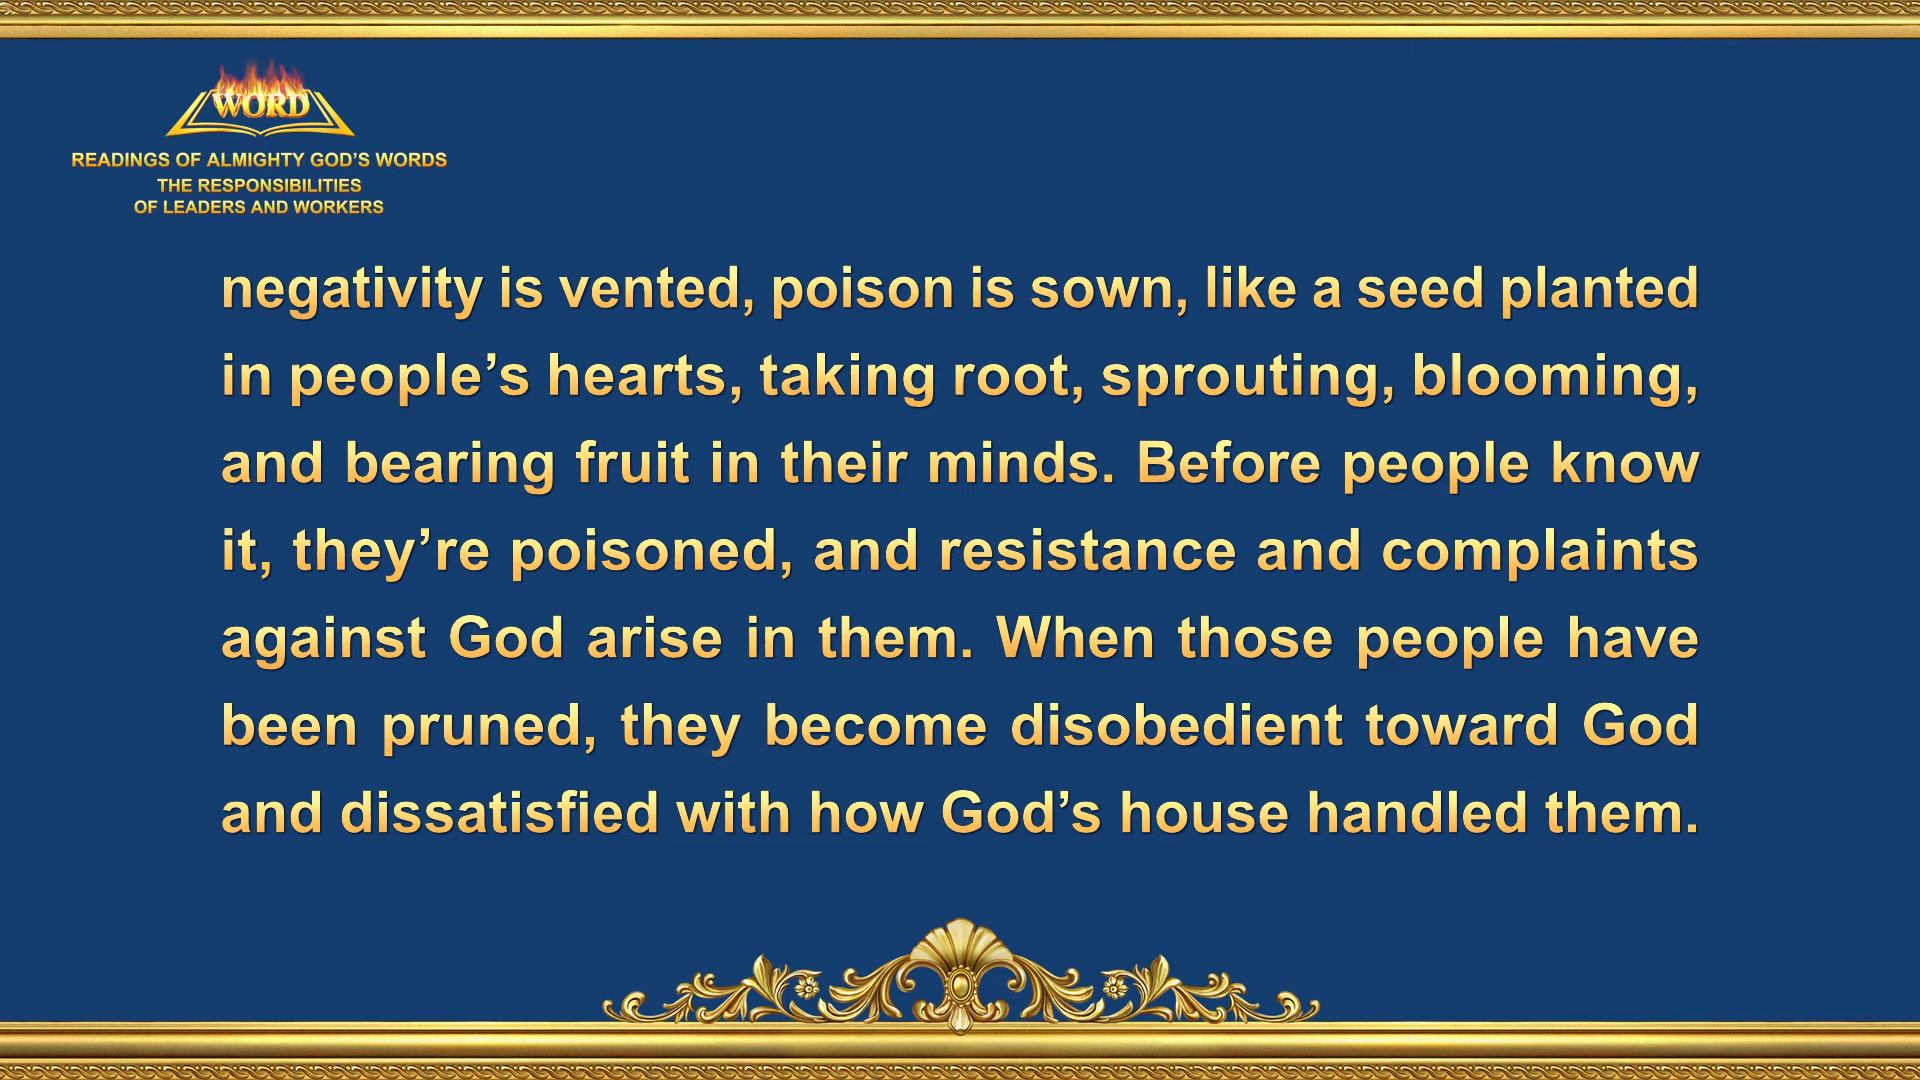 WORD
READINGS OF ALMIGHTY GOD’S WORDS
THE RESPONSIBILITIES
OF LEADERS AND WORKERS
negativity is vented, poison is sown, like a seed planted
in people’s hearts, taking root, sprouting, blooming,
and bearing fruit in their minds. Before people know
it, they’re poisoned, and resistance and complaints
against God arise in them. When those people have
been pruned, they become disobedient toward God
and dissatisfied with how God’s house handled them.